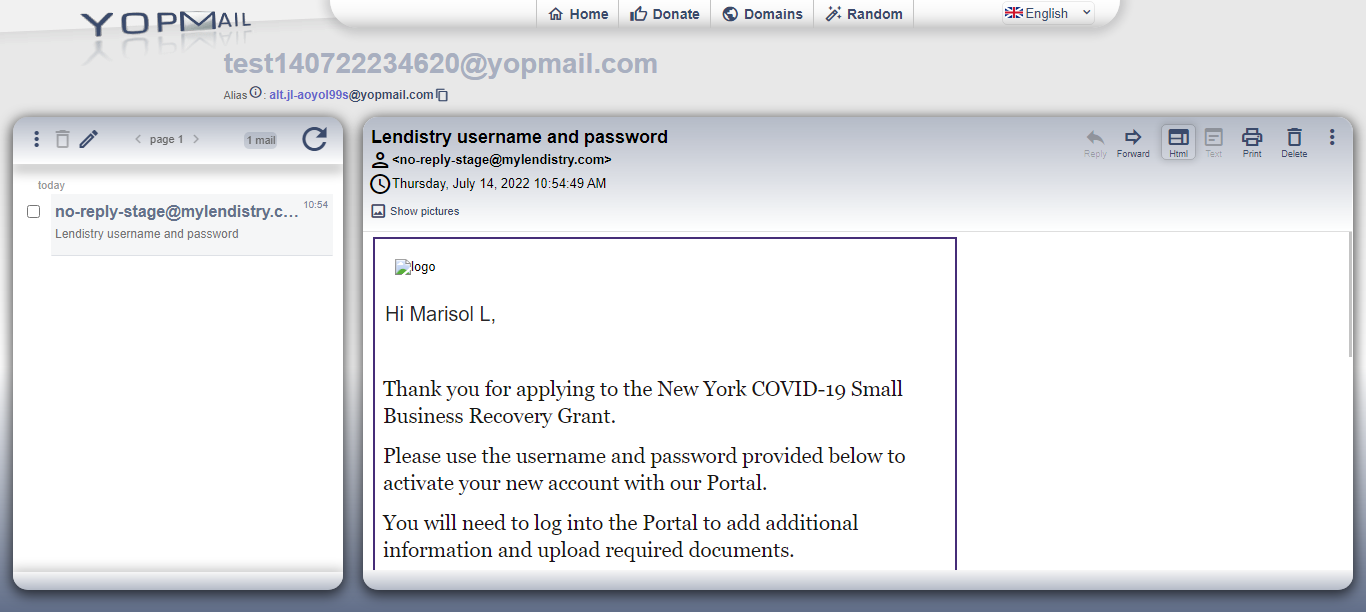 YOPMAIL
Home
Donate
Domains
Random
English
test140722234620@yopmail.com
Alias : alt.jl-aoyol99s@yopmail.com
page 1
1 mail
today
no-reply-stage@mylendistry.c...
10:54
Lendistry username and password
Lendistry username and password
<no-reply-stage@mylendistry.com>
Thursday, July 14, 2022 10:54:49 AM
Show pictures
Reply
Forward
Html
Text
Print
Delete
logo
Hi Marisol L,
Thank you for applying to the New York COVID-19 Small
Business Recovery Grant.
Please use the username and password provided below to
activate your new account with our Portal.
You will need to log into the Portal to add additional
information and upload required documents.